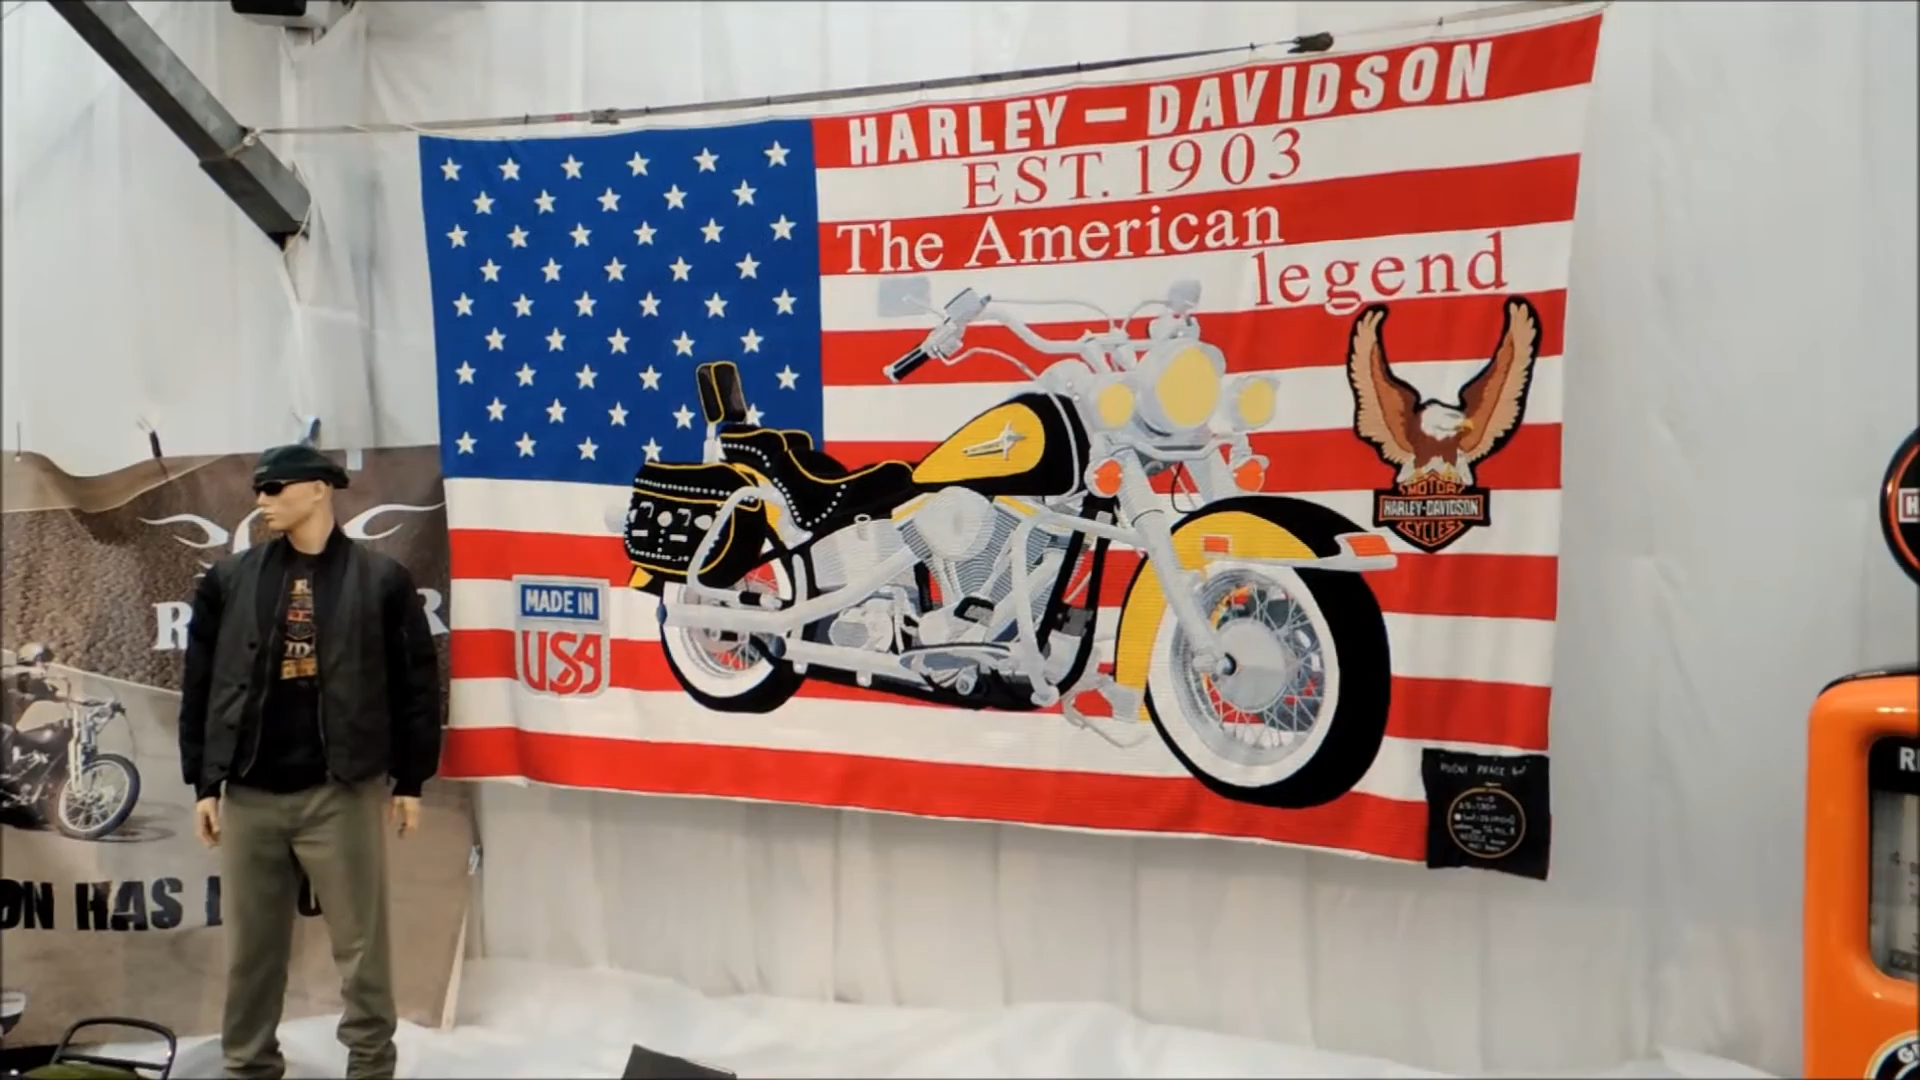 HARLEY-DAVIDSON
EST. 1903
The American
legend
MOTOR
HARLEY-DAVIDSON
CYCLES
MADE IN
USA
R
ON HAS